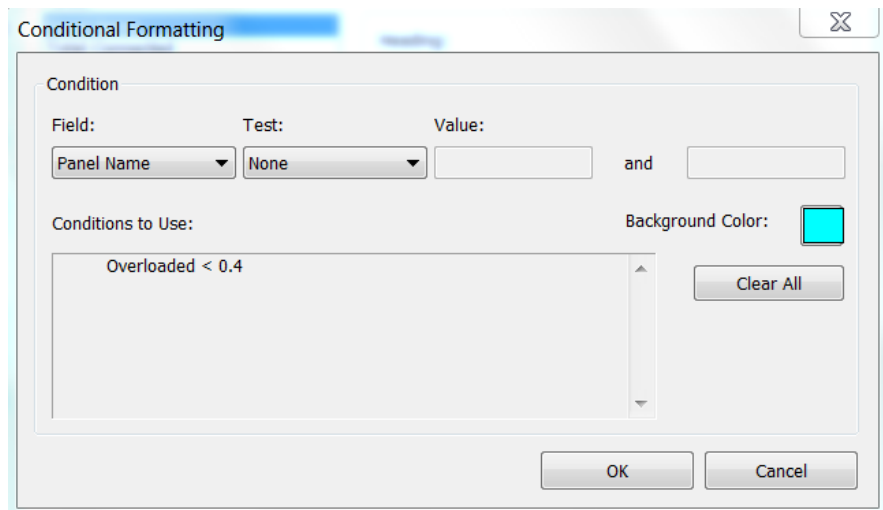 Conditional Formatting
Heading
Condition
Field: Test: Value:
Panel Name None and
Conditions to Use: Background Color:
Overloaded < 0.4
Clear All
OK Cancel